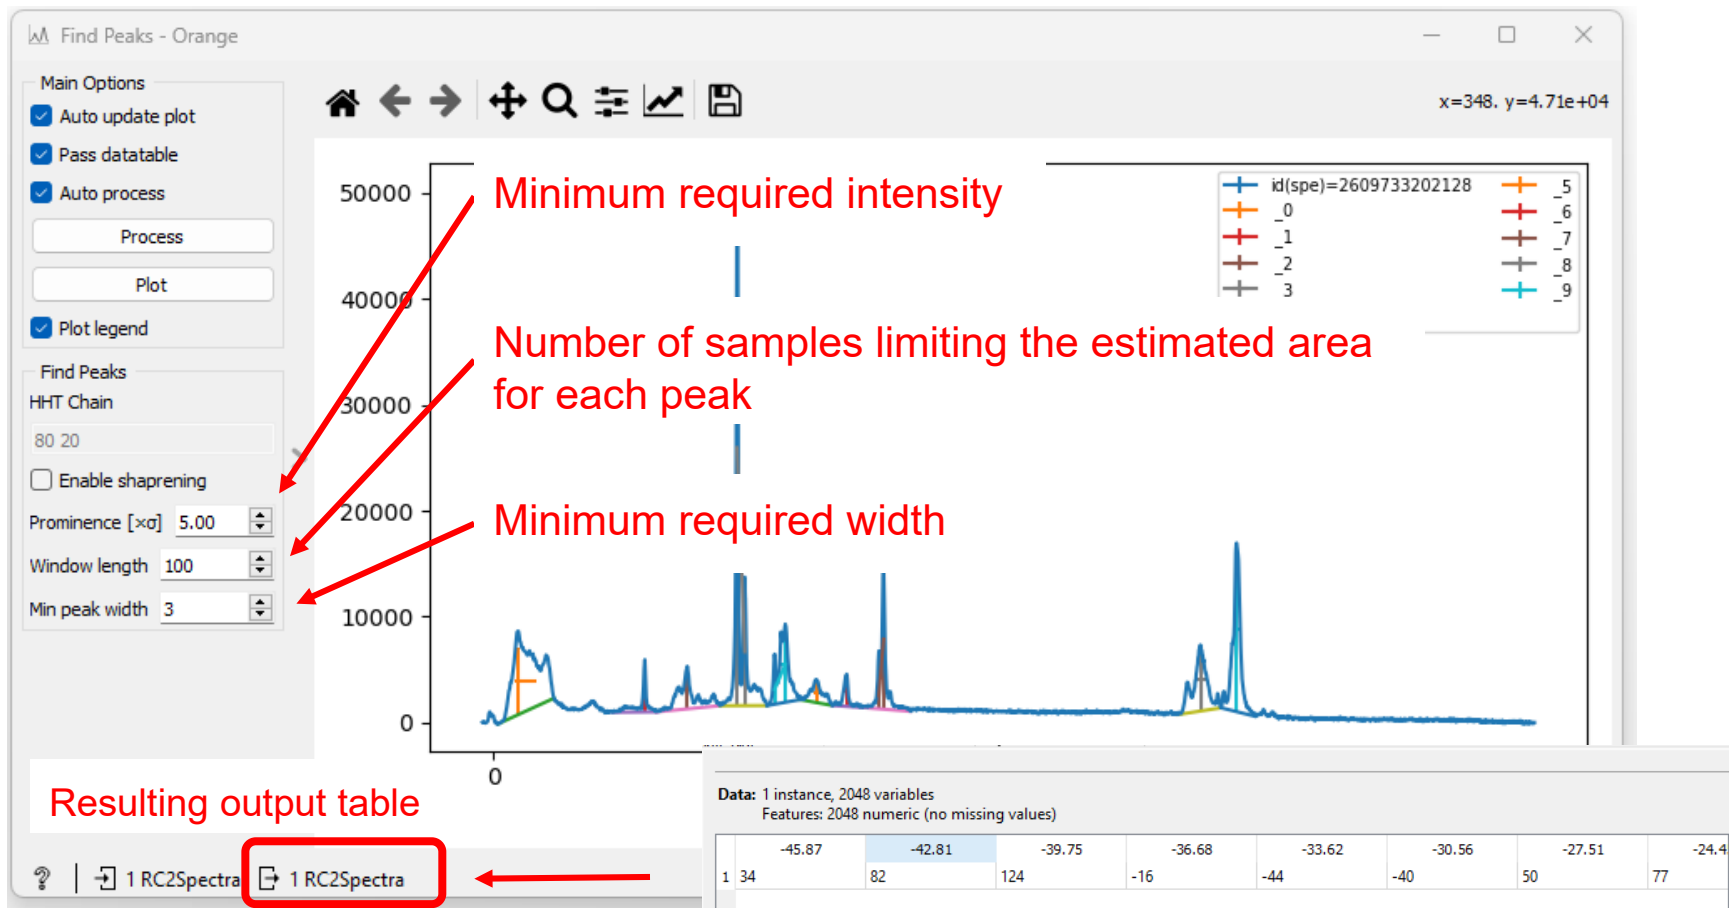 Find Peaks - Orange
Main Options
Auto update plot
Pass datatable
Auto process
Process
Plot
Plot legend
Find Peaks
HHT Chain
80 20
Enable shaprening
Prominence [×σ] 5.00
Window length 100
Min peak width 3
x=348. y=4.71e+04
50000
40000
30000
20000
10000
0
0
id(spe)=2609733202128
_0
_1
_2
3
_5
_6
_7
_8
_9
Minimum required intensity
Number of samples limiting the estimated area
for each peak
Minimum required width
Resulting output table
? 1 RC2Spectra 1 RC2Spectra
Data: 1 instance, 2048 variables
Features: 2048 numeric (no missing values)
-45.87 -42.81 -39.75 -36.68 -33.62 -30.56 -27.51 -24.4
1 34 82 124 -16 -44 -40 50 77